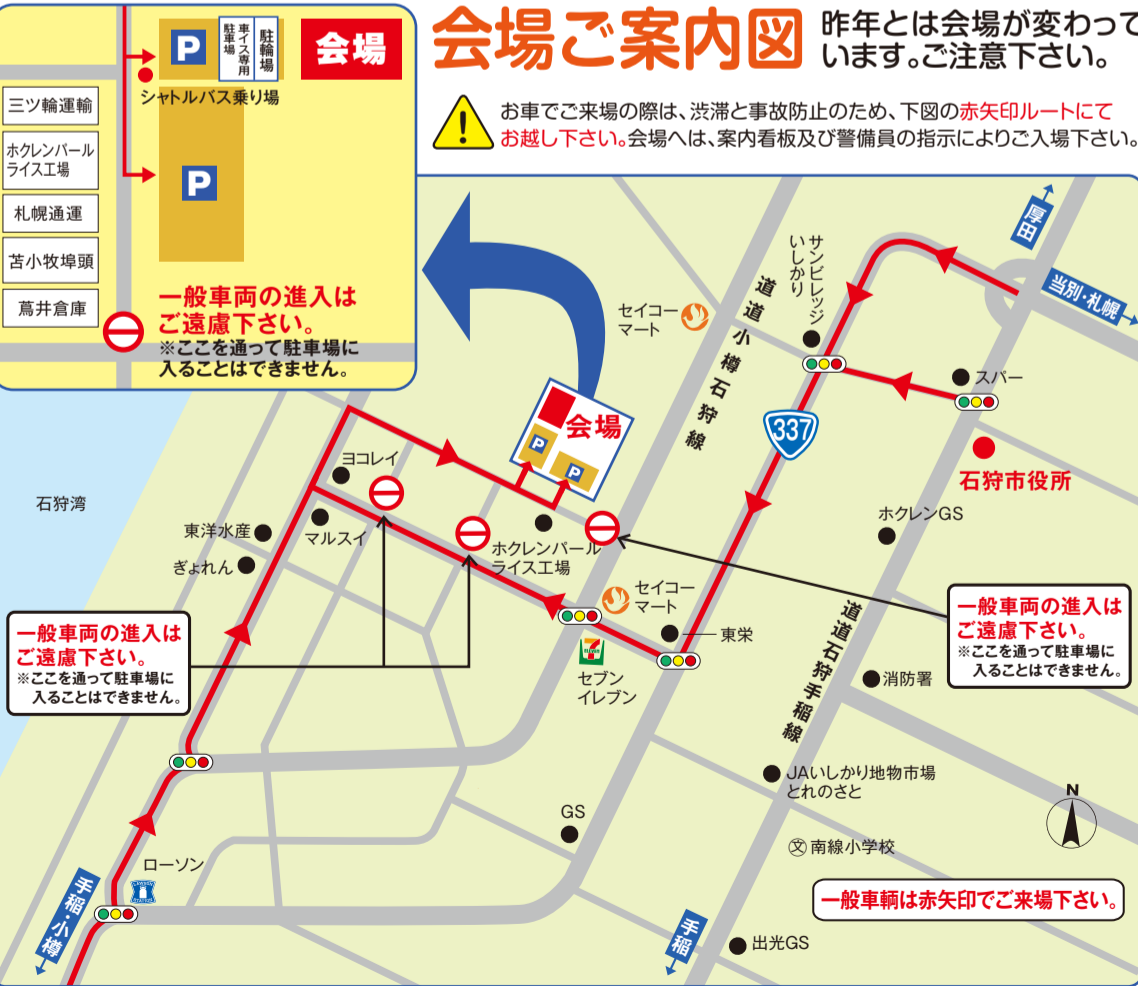 会場ご案内図
昨年とは会場が変わって
います。ご注意下さい。
お車でご来場の際は、渋滞と事故防止のため、下図の赤矢印ルートにて
お越し下さい。会場へは、案内看板及び警備員の指示によりご入場下さい。
P
車イス専用
駐車場
駐輪場
会場
シャトルバス乗り場
三ツ輪運輸
ホクレンパール
ライス工場
札幌通運
苫小牧埠頭
蔦井倉庫
P
一般車両の進入は
ご遠慮下さい。
※ここを通って駐車場に
入ることはできません。
厚田
当別・札幌
サンビレッジ
いしかり
道道小樽石狩線
セイコー
マート
スパー
337
石狩市役所
会場
P
P
ヨコレイ
石狩湾
東洋水産
マルスイ
ぎょれん
ホクレンパール
ライス工場
ホクレンGS
セイコー
マート
東栄
7
ELEVEN
セブン
イレブン
一般車両の進入は
ご遠慮下さい。
※ここを通って駐車場に
入ることはできません。
一般車両の進入は
ご遠慮下さい。
※ここを通って駐車場に
入ることはできません。
道道石狩手稲線
消防署
JAいしかり地物市場
とれのさと
N
GS
文 南線小学校
ローソン
LAWSON
STATION
一般車輌は赤矢印でご来場下さい。
手稲・小樽
手稲
出光GS